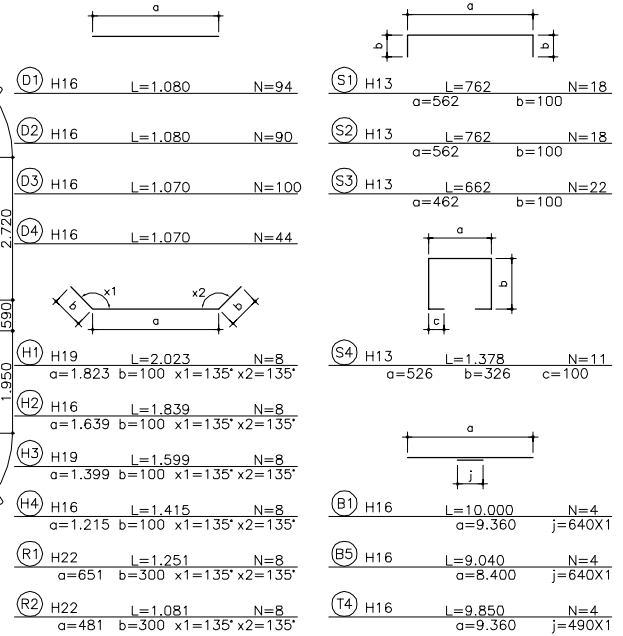 a
D1 H16 L=1.080 N=94
D2 H16 L=1.080 N=90
D3 H16 L=1.070 N=100
D4 H16 L=1.070 N=44
2.720
590
1.950
x1 x2
b b
a
H1 H19 L=2.023 N=8
a=1.823 b=100 x1=135° x2=135°
H2 H16 L=1.839 N=8
a=1.639 b=100 x1=135° x2=135°
H3 H19 L=1.599 N=8
a=1.399 b=100 x1=135° x2=135°
H4 H16 L=1.415 N=8
a=1.215 b=100 x1=135° x2=135°
R1 H22 L=1.251 N=8
a=651 b=300 x1=135° x2=135°
R2 H22 L=1.081 N=8
a=481 b=300 x1=135° x2=135°
a
b b
S1 H13 L=762 N=18
a=562 b=100
S2 H13 L=762 N=18
a=562 b=100
S3 H13 L=662 N=22
a=462 b=100
a
b
c
S4 H13 L=1.378 N=11
a=526 b=326 c=100
a
j
B1 H16 L=10.000 N=4
a=9.360 j=640X1
B5 H16 L=9.040 N=4
a=8.400 j=640X1
T4 H16 L=9.850 N=4
a=9.360 j=490X1